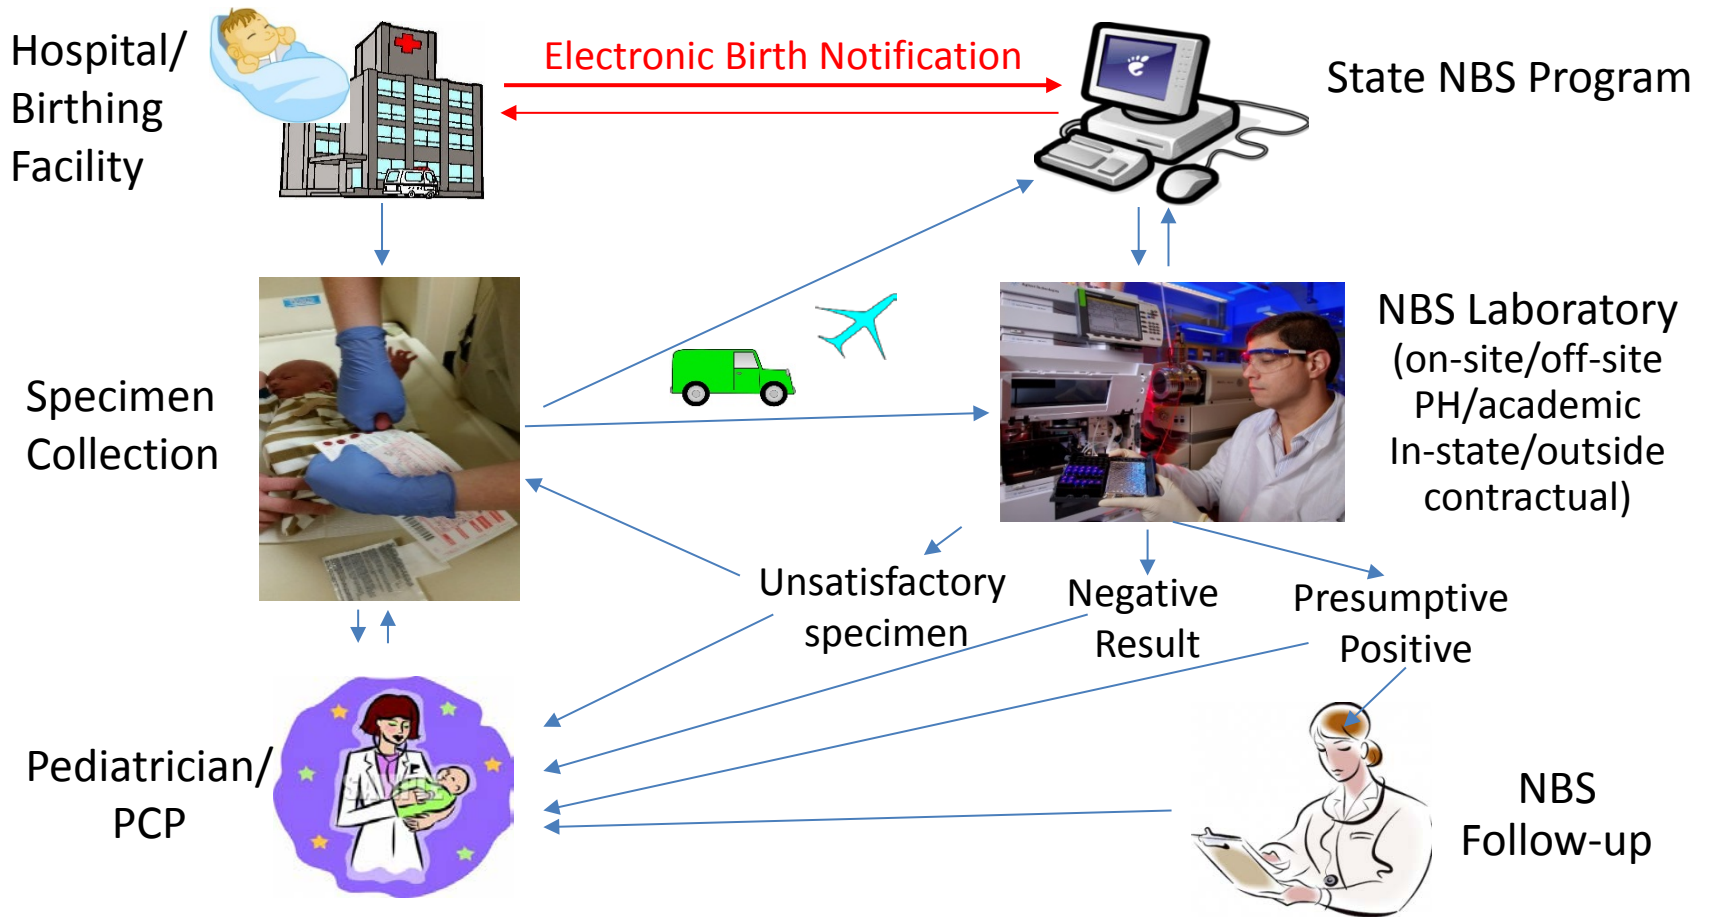 Hospital/
Birthing
Facility
Electronic Birth Notification
State NBS Program
Specimen
Collection
NBS Laboratory
(on-site/off-site
PH/academic
In-state/outside
contractual)
Unsatisfactory
specimen
Negative
Result
Presumptive
Positive
Pediatrician/
PCP
NBS
Follow-up